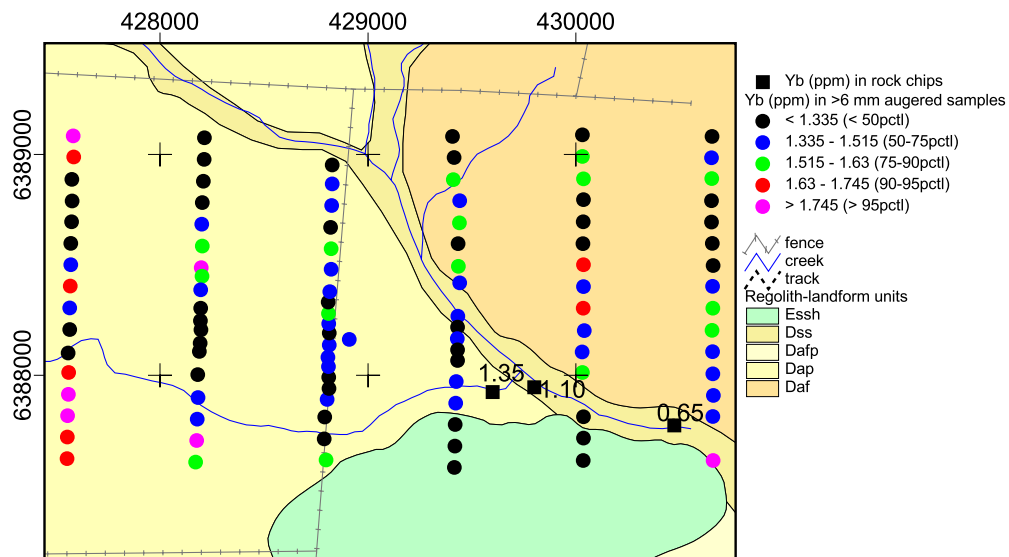 428000 429000 430000
6389000
6388000
1.35
1.10
0.65
Yb (ppm) in rock chips
Yb (ppm) in >6 mm augered samples
< 1.335 (< 50pctl)
1.335 - 1.515 (50-75pctl)
1.515 - 1.63 (75-90pctl)
1.63 - 1.745 (90-95pctl)
> 1.745 (> 95pctl)
fence
creek
track
Regolith-landform units
Essh
Dss
Dafp
Dap
Daf